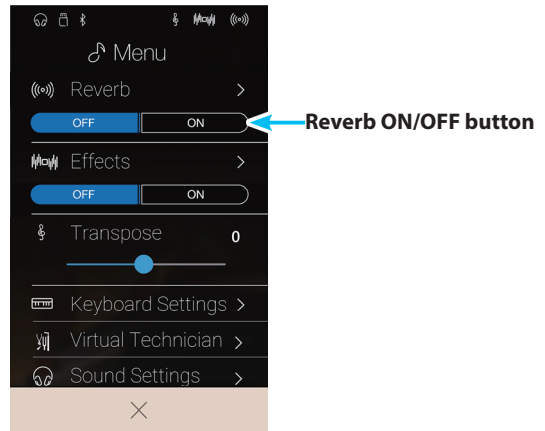 Menu
Reverb
OFF ON
Reverb ON/OFF button
Effects
OFF ON
Transpose 0
Keyboard Settings
Virtual Technician
Sound Settings